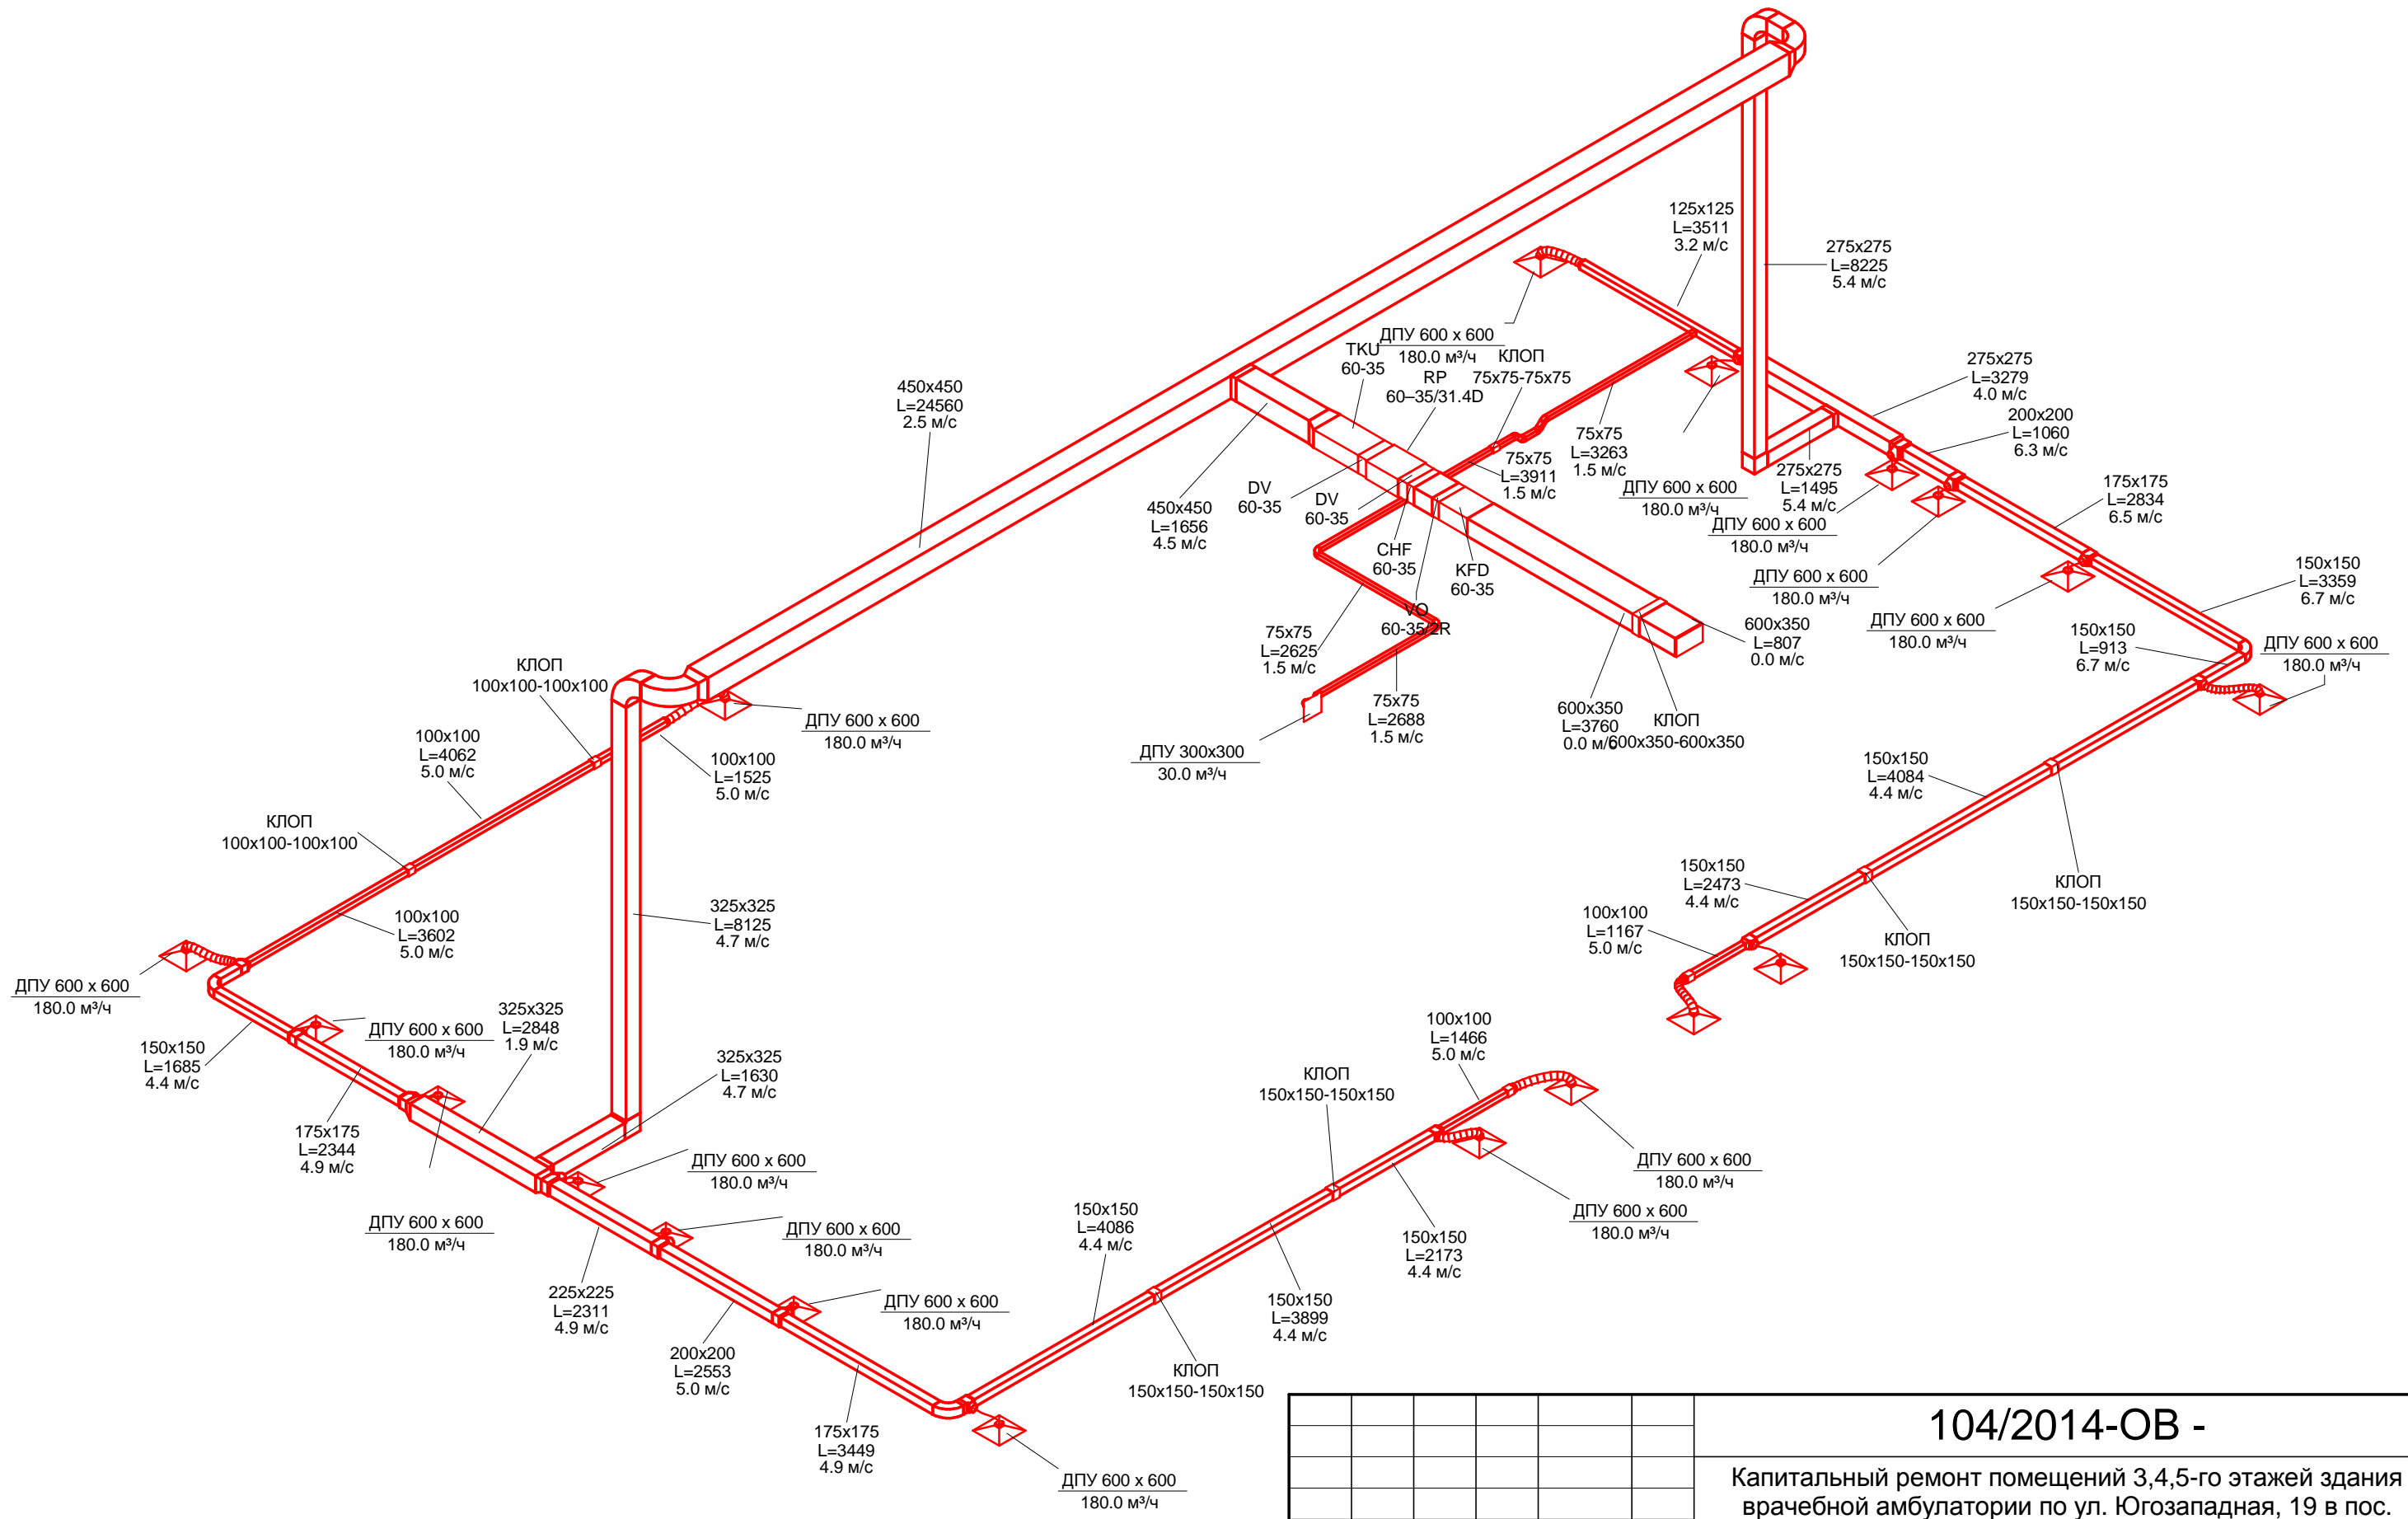 125x125
L=3511
3.2 м/с
275x275
L=8225
5.4 м/с
ДПУ 600 x 600
180.0 м³/ч
TKU
60-35
RP
60–35/31.4D
КЛОП
75x75-75x75
275x275
L=3279
4.0 м/с
200x200
L=1060
6.3 м/с
450x450
L=24560
2.5 м/с
75x75
L=3263
1.5 м/с
75x75
L=3911
1.5 м/с
275x275
L=1495
5.4 м/с
175x175
L=2834
6.5 м/с
DV
60-35
DV
60-35
450x450
L=1656
4.5 м/с
ДПУ 600 x 600
180.0 м³/ч
ДПУ 600 x 600
180.0 м³/ч
CHF
60-35
KFD
60-35
ДПУ 600 x 600
180.0 м³/ч
150x150
L=3359
6.7 м/с
VO
60-35/2R
75x75
L=2625
1.5 м/с
600x350
L=807
0.0 м/с
ДПУ 600 x 600
180.0 м³/ч
150x150
L=913
6.7 м/с
ДПУ 600 x 600
180.0 м³/ч
КЛОП
100x100-100x100
ДПУ 600 x 600
180.0 м³/ч
75x75
L=2688
1.5 м/с
600x350
L=3760
0.0 м/с
КЛОП
600x350-600x350
100x100
L=4062
5.0 м/с
100x100
L=1525
5.0 м/с
ДПУ 300x300
30.0 м³/ч
150x150
L=4084
4.4 м/с
КЛОП
100x100-100x100
150x150
L=2473
4.4 м/с
КЛОП
150x150-150x150
100x100
L=3602
5.0 м/с
325x325
L=8125
4.7 м/с
100x100
L=1167
5.0 м/с
КЛОП
150x150-150x150
ДПУ 600 x 600
180.0 м³/ч
ДПУ 600 x 600
180.0 м³/ч
325x325
L=2848
1.9 м/с
100x100
L=1466
5.0 м/с
150x150
L=1685
4.4 м/с
325x325
L=1630
4.7 м/с
КЛОП
150x150-150x150
175x175
L=2344
4.9 м/с
ДПУ 600 x 600
180.0 м³/ч
ДПУ 600 x 600
180.0 м³/ч
ДПУ 600 x 600
180.0 м³/ч
ДПУ 600 x 600
180.0 м³/ч
ДПУ 600 x 600
180.0 м³/ч
150x150
L=4086
4.4 м/с
150x150
L=2173
4.4 м/с
225x225
L=2311
4.9 м/с
ДПУ 600 x 600
180.0 м³/ч
150x150
L=3899
4.4 м/с
200x200
L=2553
5.0 м/с
КЛОП
150x150-150x150
175x175
L=3449
4.9 м/с
ДПУ 600 x 600
180.0 м³/ч
104/2014-ОВ -
Капитальный ремонт помещений 3,4,5-го этажей здания
врачебной амбулатории по ул. Югозападная, 19 в пос.